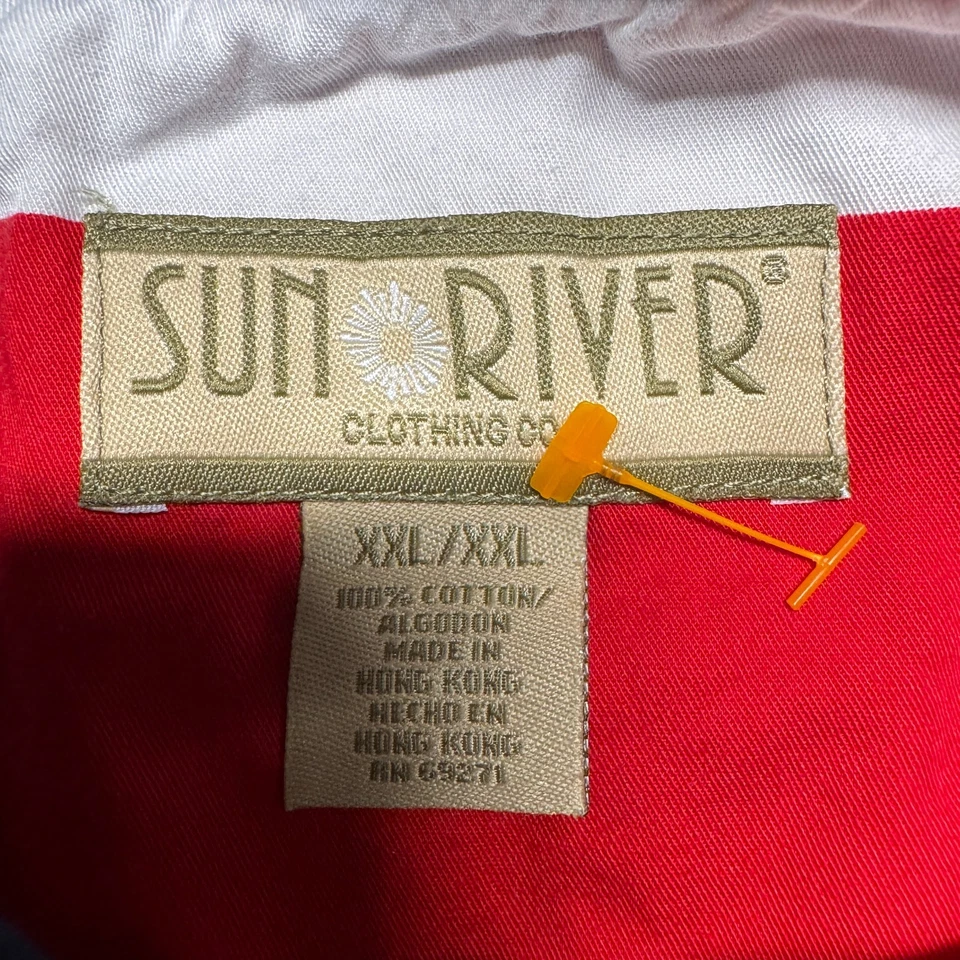 SUN RIVER®
CLOTHING CO
XXL/XXL
100% COTTON/
ALGODON
MADE IN
HONG KONG
HECHO EN
HONG KONG
RN 69271